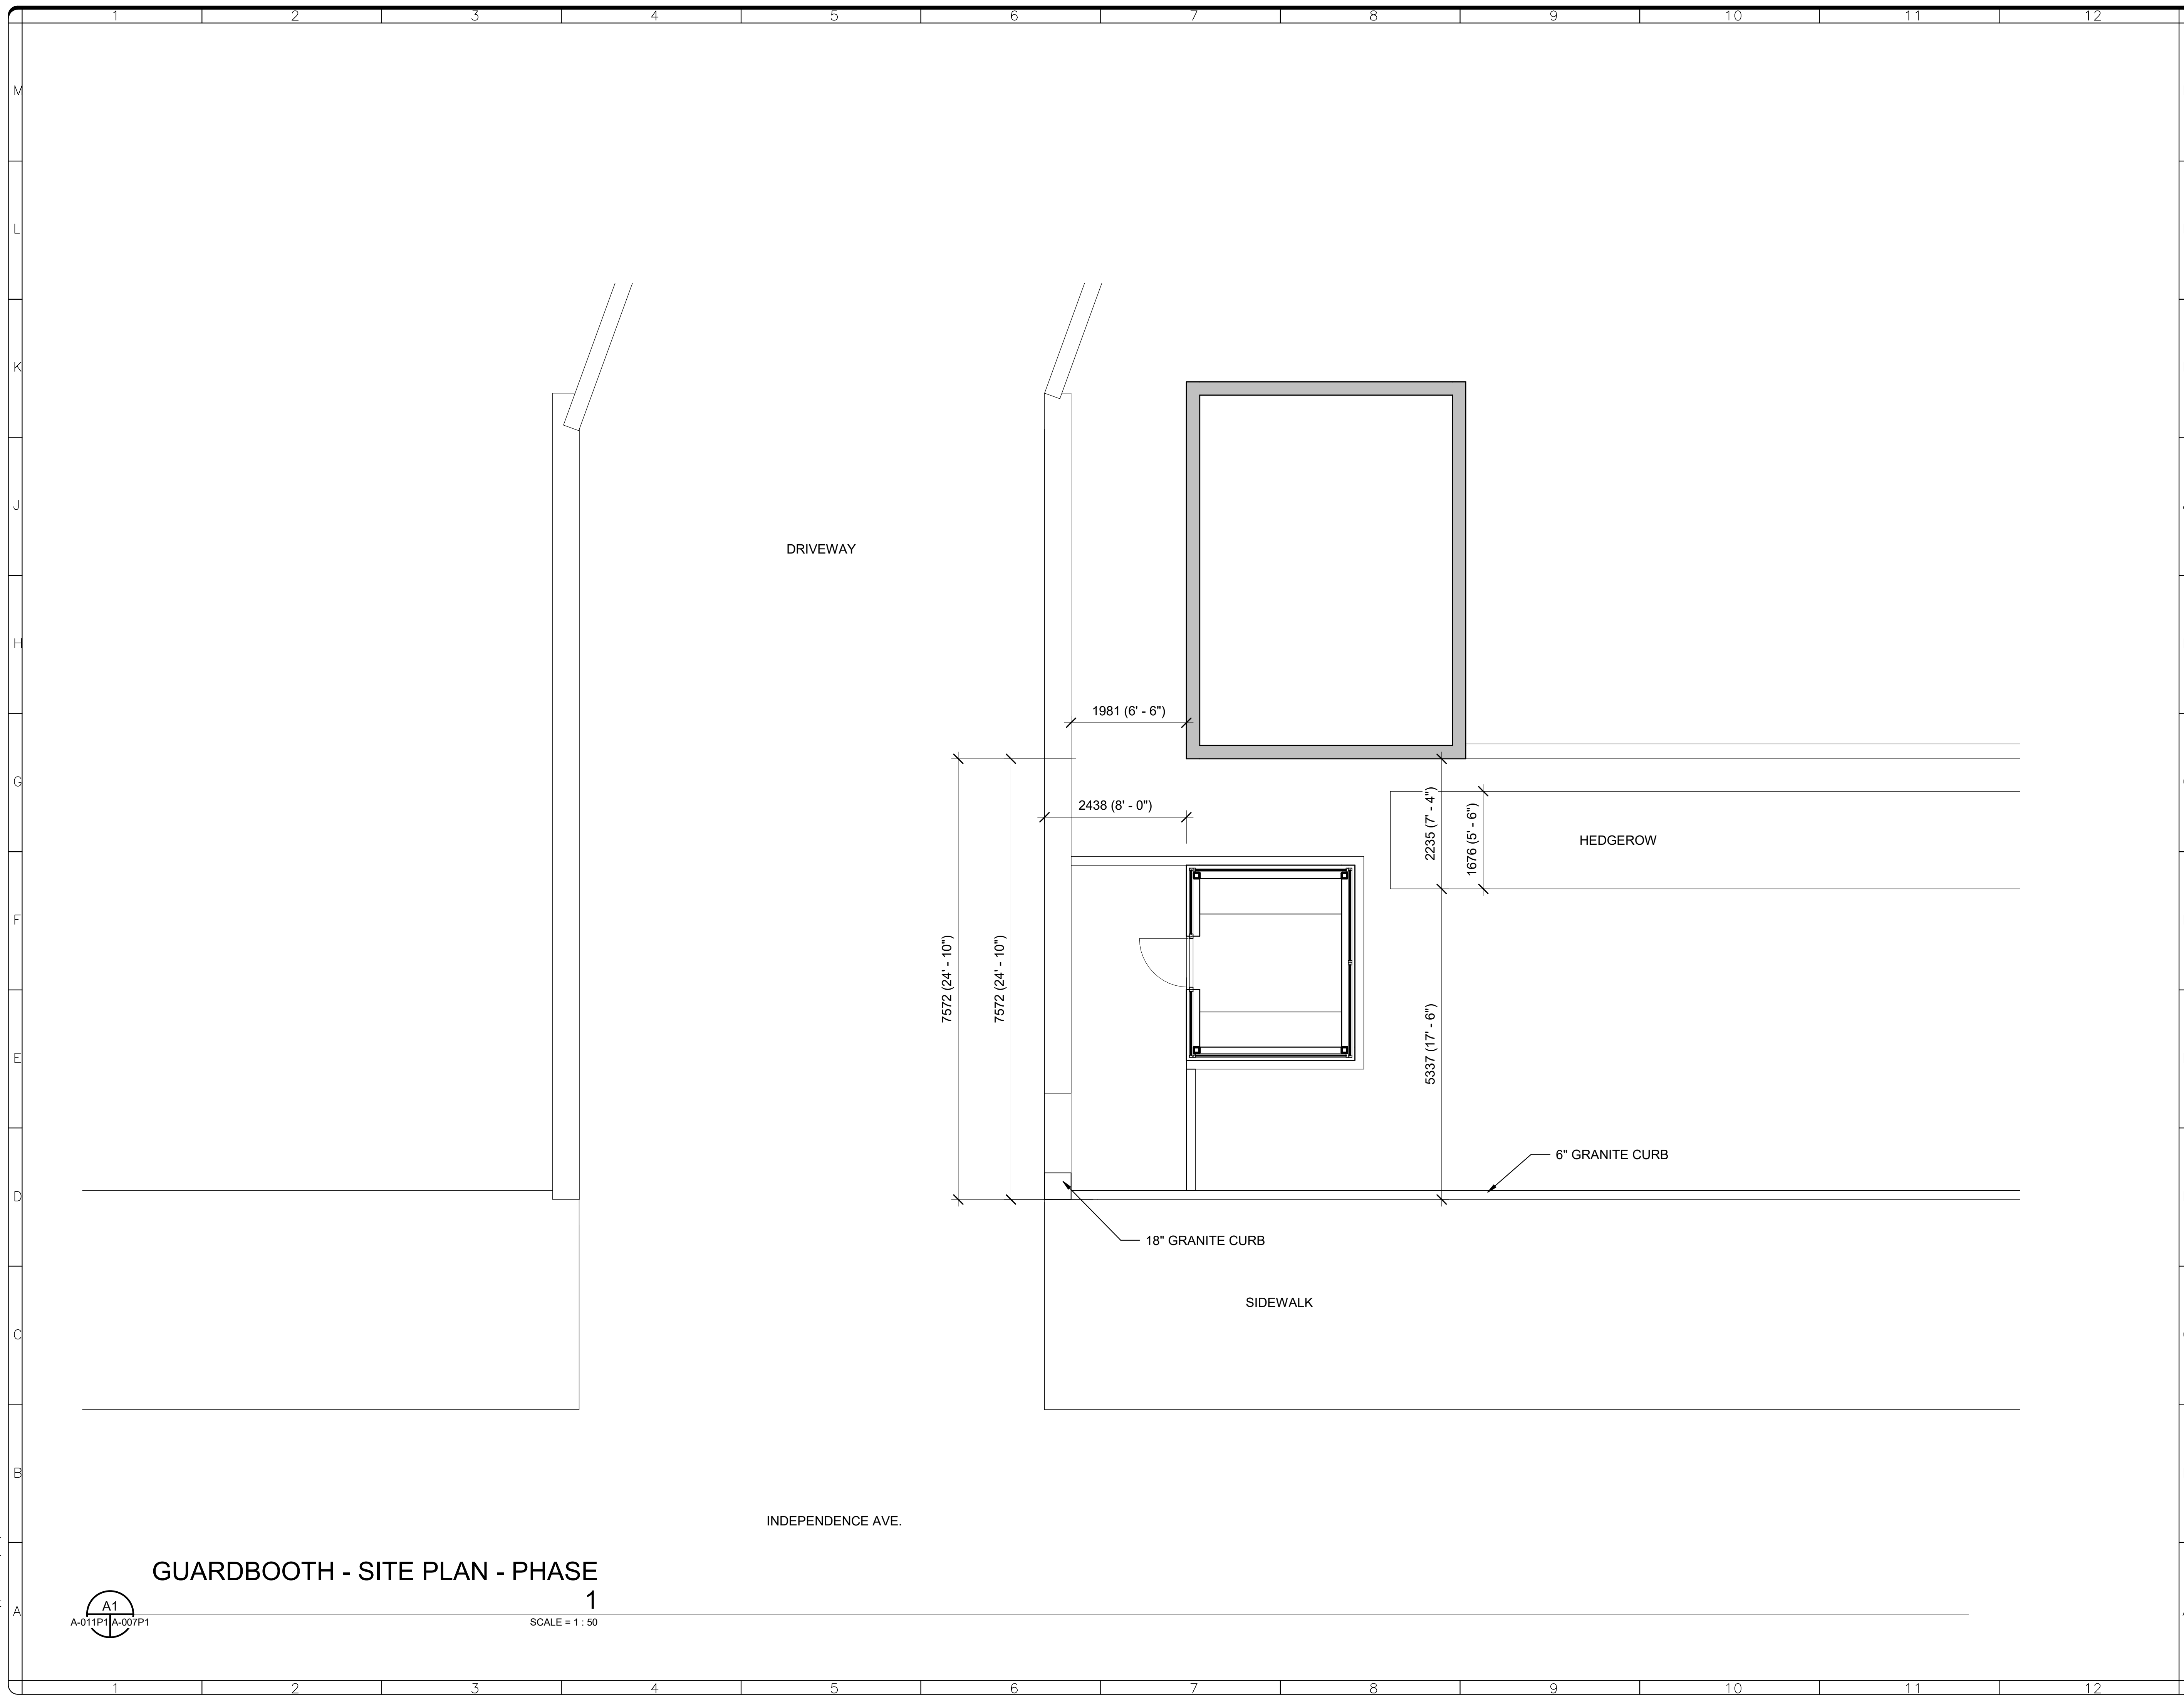 1 2 3 4 5 6 7 8 9 10 11 12
M
L
K
J
H
G
F
E
D
C
B
A
DRIVEWAY
1981 (6' - 6")
2438 (8' - 0")
2235 (7' - 4")
1676 (5' - 6")
HEDGEROW
7572 (24' - 10")
7572 (24' - 10")
5337 (17' - 6")
6" GRANITE CURB
18" GRANITE CURB
SIDEWALK
INDEPENDENCE AVE.
GUARDBOOTH - SITE PLAN - PHASE
1
A1
A-011P1 A-007P1
SCALE = 1 : 50
1 2 3 4 5 6 7 8 9 10 11 12